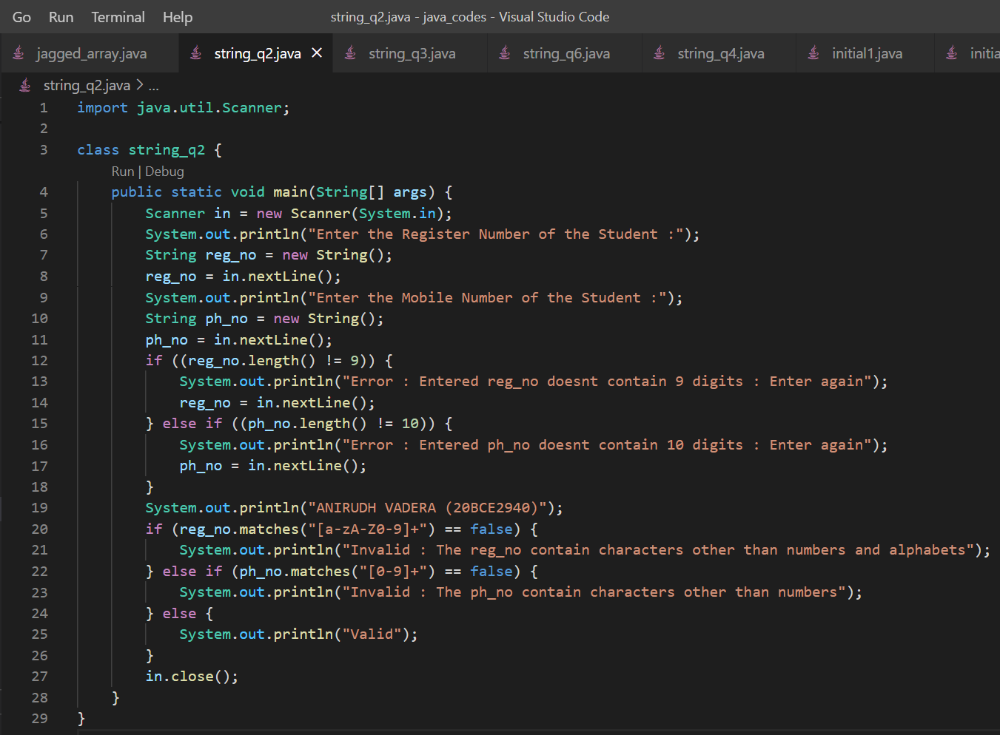 Go Run Terminal Help string_q2.java - java_codes - Visual Studio Code
jagged_array.java string_q2.java × string_q3.java string_q6.java string_q4.java initial1.java initia
string_q2.java > ...
1 import java.util.Scanner;
2
3 class string_q2 {
Run | Debug
4     public static void main(String[] args) {
5         Scanner in = new Scanner(System.in);
6         System.out.println("Enter the Register Number of the Student :");
7         String reg_no = new String();
8         reg_no = in.nextLine();
9         System.out.println("Enter the Mobile Number of the Student :");
10         String ph_no = new String();
11         ph_no = in.nextLine();
12         if ((reg_no.length() != 9)) {
13             System.out.println("Error : Entered reg_no doesnt contain 9 digits : Enter again");
14             reg_no = in.nextLine();
15         } else if ((ph_no.length() != 10)) {
16             System.out.println("Error : Entered ph_no doesnt contain 10 digits : Enter again");
17             ph_no = in.nextLine();
18         }
19         System.out.println("ANIRUDH VADERA (20BCE2940)");
20         if (reg_no.matches("[a-zA-Z0-9]+") == false) {
21             System.out.println("Invalid : The reg_no contain characters other than numbers and alphabets");
22         } else if (ph_no.matches("[0-9]+") == false) {
23             System.out.println("Invalid : The ph_no contain characters other than numbers");
24         } else {
25             System.out.println("Valid");
26         }
27         in.close();
28     }
29 }